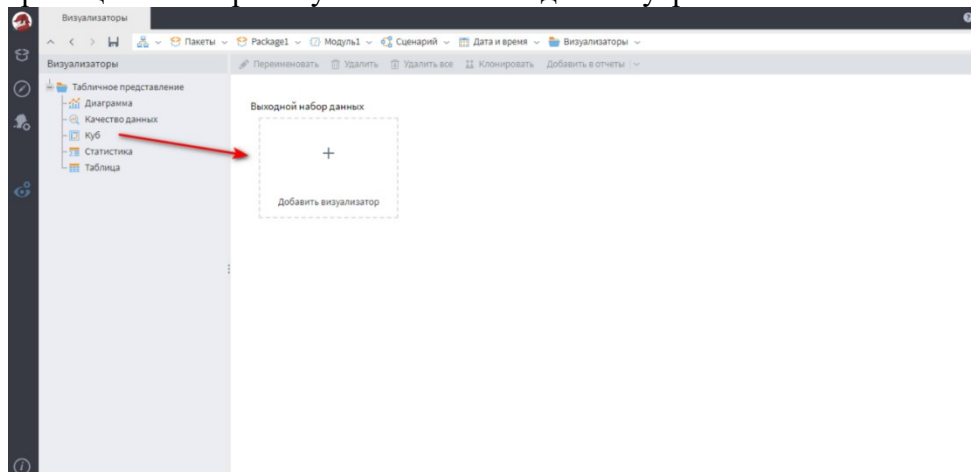 Визуализаторы
Пакеты Package1 Модуль1 Сценарий Дата и время Визуализаторы
Визуализаторы
Переименовать Удалить Удалить все Клонировать Добавить в отчеты
Табличное представление
Диаграмма
Качество данных
Куб
Статистика
Таблица
Выходной набор данных
Добавить визуализатор